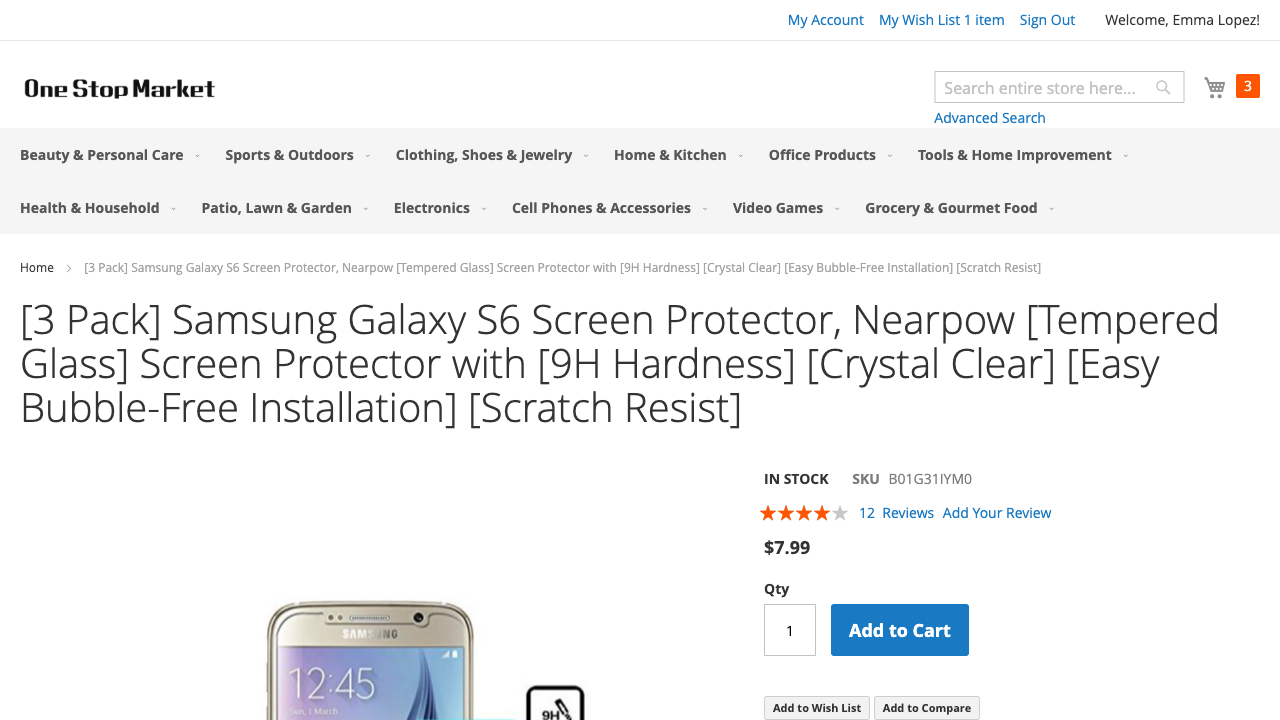 My Account My Wish List 1 item Sign Out Welcome, Emma Lopez!
One Stop Market
Search entire store here...
3
Advanced Search
Beauty & Personal Care Sports & Outdoors Clothing, Shoes & Jewelry Home & Kitchen Office Products Tools & Home Improvement
Health & Household Patio, Lawn & Garden Electronics Cell Phones & Accessories Video Games Grocery & Gourmet Food
Home [3 Pack] Samsung Galaxy S6 Screen Protector, Nearpow [Tempered Glass] Screen Protector with [9H Hardness] [Crystal Clear] [Easy Bubble-Free Installation] [Scratch Resist]
[3 Pack] Samsung Galaxy S6 Screen Protector, Nearpow [Tempered
Glass] Screen Protector with [9H Hardness] [Crystal Clear] [Easy
Bubble-Free Installation] [Scratch Resist]
IN STOCK SKU B01G31IYM0
12 Reviews Add Your Review
$7.99
Qty
1 Add to Cart
Add to Wish List Add to Compare
SAMSUNG
12:45
Sun, 1 March
9H